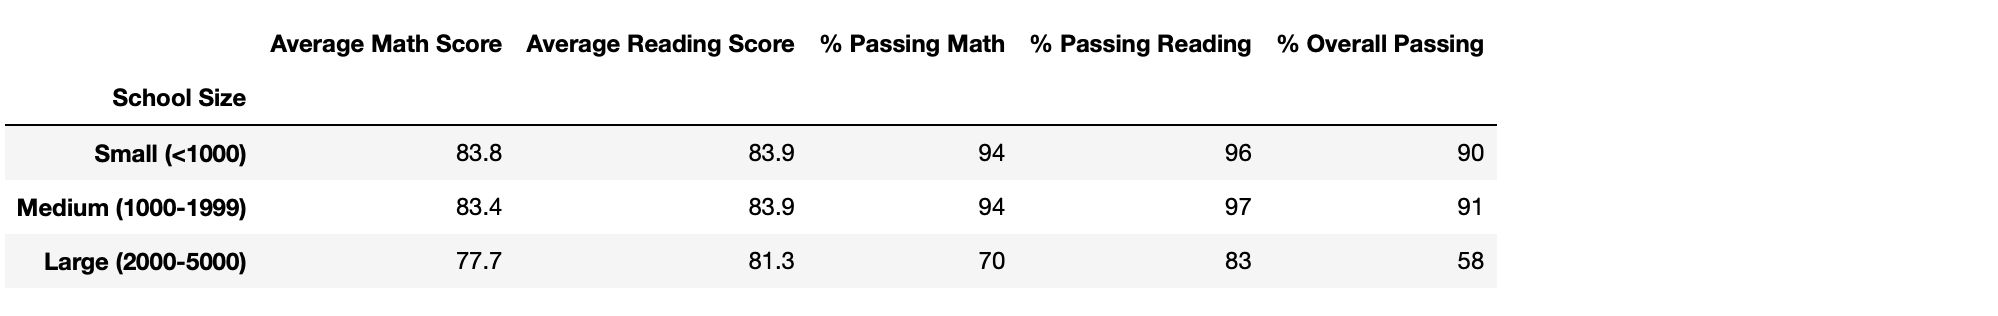 Average Math Score Average Reading Score % Passing Math % Passing Reading % Overall Passing
School Size
Small (<1000) 83.8 83.9 94 96 90
Medium (1000-1999) 83.4 83.9 94 97 91
Large (2000-5000) 77.7 81.3 70 83 58